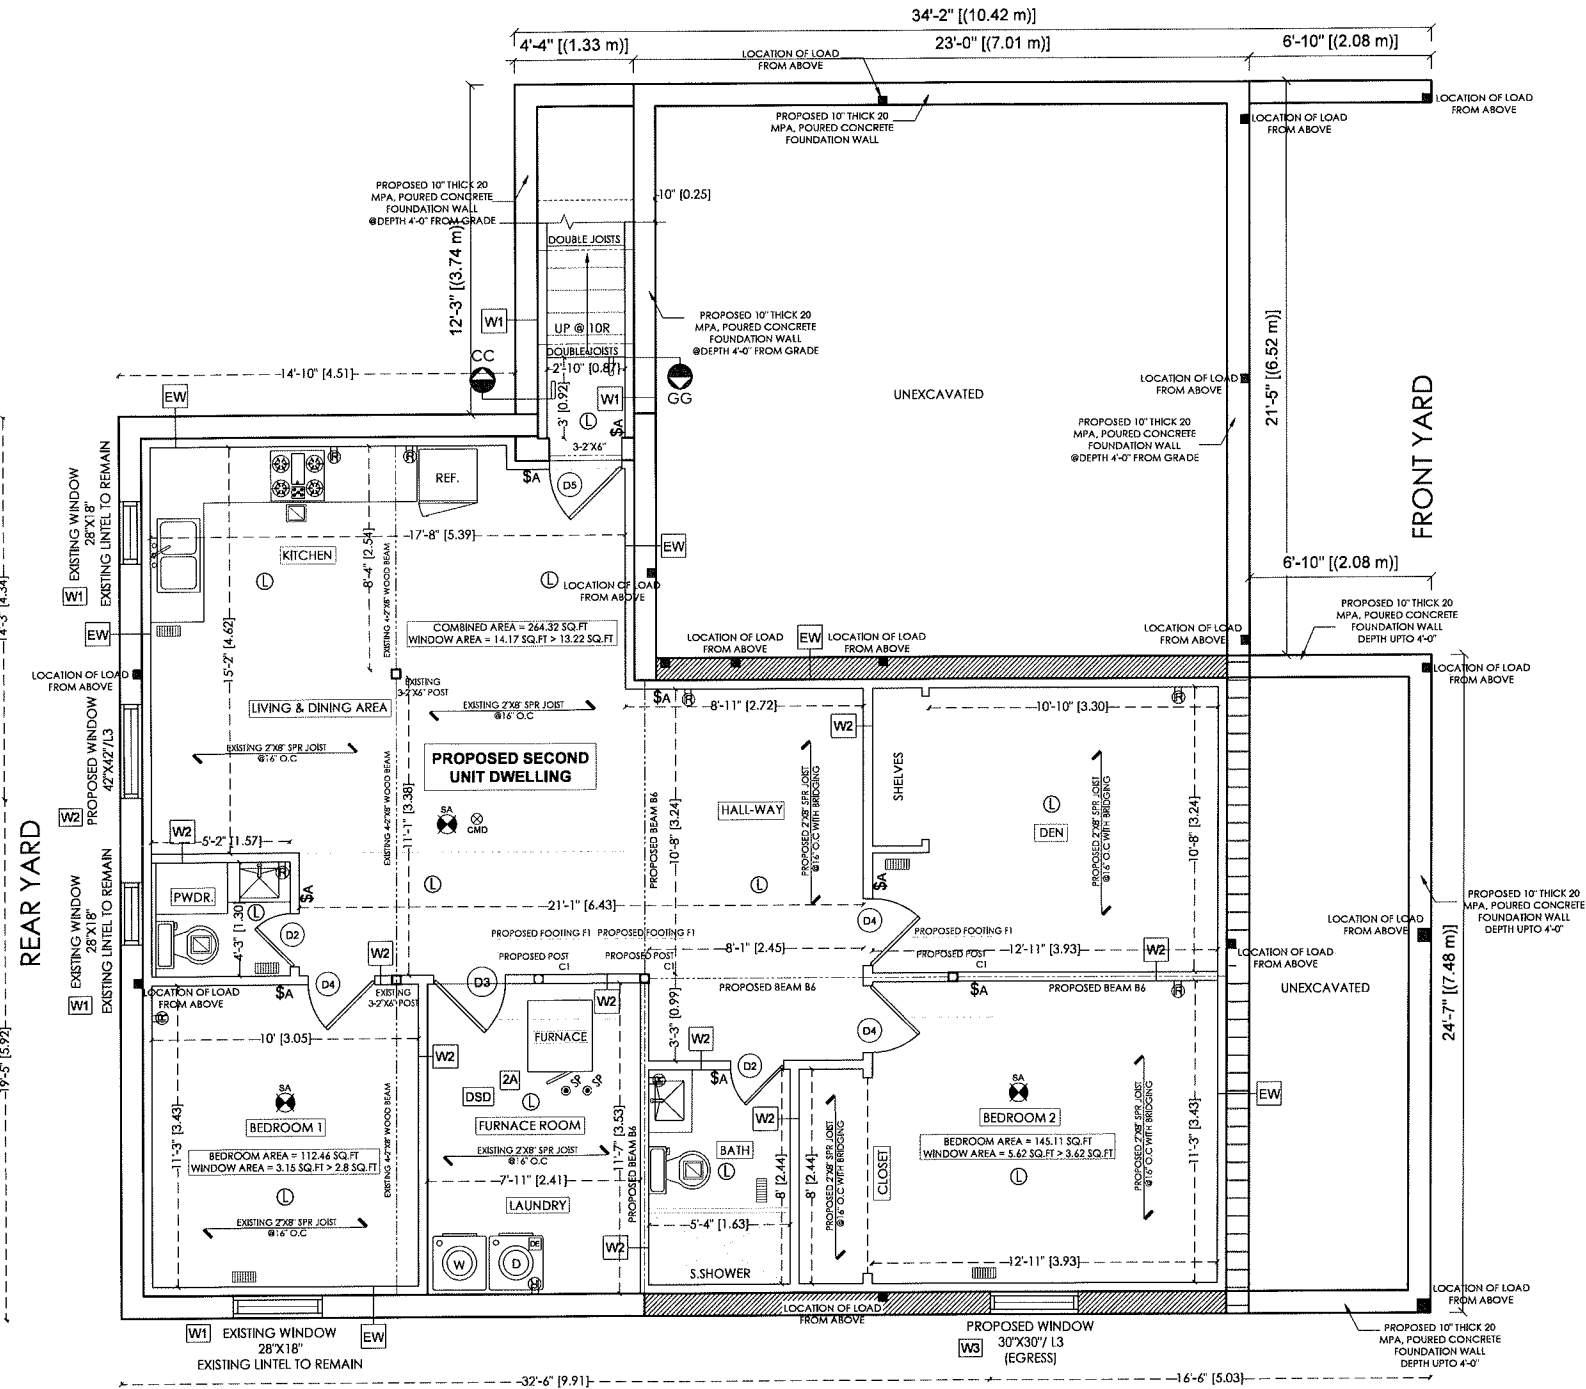 34'-2" [(10.42 m)]
4'-4" [(1.33 m)]
23'-0" [(7.01 m)]
6'-10" [(2.08 m)]
LOCATION OF LOAD
FROM ABOVE
LOCATION OF LOAD
FROM ABOVE
LOCATION OF LOAD
FROM ABOVE
PROPOSED 10" THICK 20
MPA, POURED CONCRETE
FOUNDATION WALL
PROPOSED 10" THICK 20
MPA, POURED CONCRETE
FOUNDATION WALL
@DEPTH 4'-0" FROM GRADE
10" [0.25]
DOUBLE JOISTS
12'-3" [(3.74 m)]
W1
UP @ 10R
DOUBLE JOISTS
2'-10" [0.87]
PROPOSED 10" THICK 20
MPA, POURED CONCRETE
FOUNDATION WALL
@DEPTH 4'-0" FROM GRADE
CC
GG
W1
3' [0.92]
L
$A
3-2"X6"
14'-10" [4.51]
EW
UNEXCAVATED
LOCATION OF LOAD
FROM ABOVE
21'-5" [(6.52 m)]
PROPOSED 10" THICK 20
MPA, POURED CONCRETE
FOUNDATION WALL
@DEPTH 4'-0" FROM GRADE
FRONT YARD
EXISTING WINDOW
28"X18"
EXISTING LINTEL TO REMAIN
W1
REF.
$A
D5
17'-8" [5.39]
KITCHEN
8'-4" [2.54]
EXISTING 4-2"X8" WOOD BEAM
L
L
EW
LOCATION OF LOAD
FROM ABOVE
6'-10" [(2.08 m)]
PROPOSED 10" THICK 20
MPA, POURED CONCRETE
FOUNDATION WALL
DEPTH UPTO 4'-0"
EW
15'-2" [4.62]
COMBINED AREA = 264.32 SQ.FT
WINDOW AREA = 14.17 SQ.FT > 13.22 SQ.FT
LOCATION OF LOAD
FROM ABOVE
EW
LOCATION OF LOAD
FROM ABOVE
LOCATION OF LOAD
FROM ABOVE
LOCATION OF LOAD
FROM ABOVE
LOCATION OF LOAD
FROM ABOVE
EXISTING
3-2"X6" POST
LIVING & DINING AREA
EXISTING 2"X8" SPR JOIST
@16" O.C
$A
8'-11" [2.72]
W2
10'-10" [3.30]
EXISTING 2"X8" SPR JOIST
@16" O.C
PROPOSED SECOND
UNIT DWELLING
W2
PROPOSED WINDOW
42"X42"/L3
EXISTING 4-2"X8" WOOD BEAM
11'-1" [3.38]
SA
CMD
PROPOSED BEAM B6
10'-8" [3.24]
HALL-WAY
PROPOSED 2"X8" SPR JOIST
@16" O.C WITH BRIDGING
SHELVES
L
DEN
PROPOSED 2"X8" SPR JOIST
@16" O.C WITH BRIDGING
10'-8" [3.24]
REAR YARD
W2
5'-2" [1.57]
PWDR.
$A
L
4'-3" [1.30]
D2
L
L
21'-1" [6.43]
$A
D4
W1
EXISTING WINDOW
28"X18"
EXISTING LINTEL TO REMAIN
PROPOSED FOOTING F1
PROPOSED FOOTING F1
PROPOSED FOOTING F1
8'-1" [2.45]
12'-11" [3.93]
W2
W2
PROPOSED POST
C1
PROPOSED POST
C1
PROPOSED POST
C1
LOCATION OF LOAD
FROM ABOVE
LOCATION OF LOAD
FROM ABOVE
PROPOSED 10" THICK 20
MPA, POURED CONCRETE
FOUNDATION WALL
DEPTH UPTO 4'-0"
LOCATION OF LOAD
FROM ABOVE
$A
D4
EXISTING
3-2"X6" POST
D3
W2
PROPOSED BEAM B6
$A
PROPOSED BEAM B6
UNEXCAVATED
24'-7" [(7.48 m)]
10' [3.05]
W2
FURNACE
3'-3" [0.99]
W2
D4
D2
$A
2A
SP
SP
DSD
L
FURNACE ROOM
SA
BEDROOM 1
11'-3" [3.43]
EXISTING 4-2"X8" WOOD BEAM
BEDROOM AREA = 112.46 SQ.FT
WINDOW AREA = 3.15 SQ.FT > 2.8 SQ.FT
L
EXISTING 2"X8" SPR JOIST
@16" O.C
EXISTING 2"X8" SPR JOIST
@16" O.C
7'-11" [2.41]
LAUNDRY
W
D
DE
11'-7" [3.53]
PROPOSED BEAM B6
W2
W2
BATH
L
8' [2.44]
8' [2.44]
5'-4" [1.63]
S.SHOWER
PROPOSED 2"X8" SPR JOIST
@16" O.C WITH BRIDGING
CLOSET
SA
BEDROOM 2
BEDROOM AREA = 145.11 SQ.FT
WINDOW AREA = 5.62 SQ.FT > 3.62 SQ.FT
L
PROPOSED 2"X8" SPR JOIST
@16" O.C WITH BRIDGING
11'-3" [3.43]
EW
12'-11" [3.93]
LOCATION OF LOAD
FROM ABOVE
LOCATION OF LOAD
FROM ABOVE
W1
EXISTING WINDOW
28"X18"
EXISTING LINTEL TO REMAIN
EW
PROPOSED WINDOW
W3
30"X30"/ L3
(EGRESS)
PROPOSED 10" THICK 20
MPA, POURED CONCRETE
FOUNDATION WALL
DEPTH UPTO 4'-0"
32'-6" [9.91]
16'-6" [5.03]
14'-3" [4.34]
19'-5" [5.92]